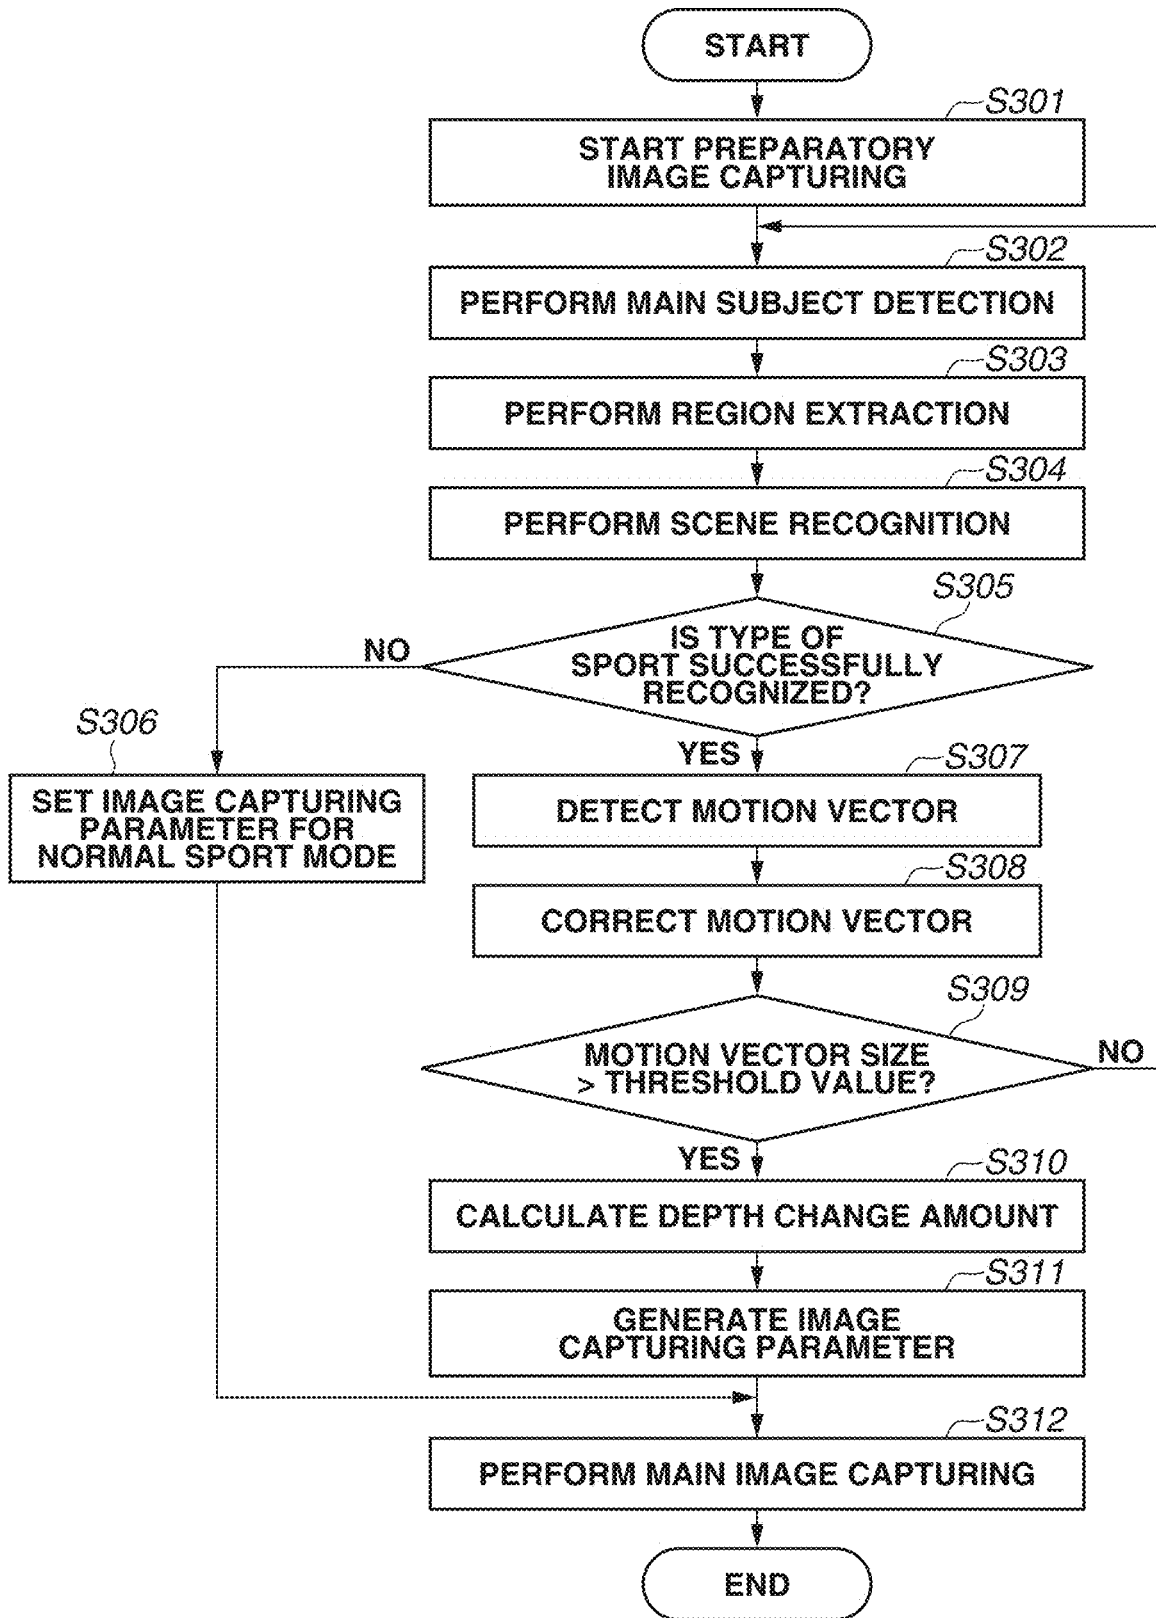 START
S301
START PREPARATORY
IMAGE CAPTURING
S302
PERFORM MAIN SUBJECT DETECTION
S303
PERFORM REGION EXTRACTION
S304
PERFORM SCENE RECOGNITION
S305
IS TYPE OF
SPORT SUCCESSFULLY
RECOGNIZED?
NO
YES
S306
SET IMAGE CAPTURING
PARAMETER FOR
NORMAL SPORT MODE
S307
DETECT MOTION VECTOR
S308
CORRECT MOTION VECTOR
S309
MOTION VECTOR SIZE
> THRESHOLD VALUE?
NO
YES
S310
CALCULATE DEPTH CHANGE AMOUNT
S311
GENERATE IMAGE
CAPTURING PARAMETER
S312
PERFORM MAIN IMAGE CAPTURING
END